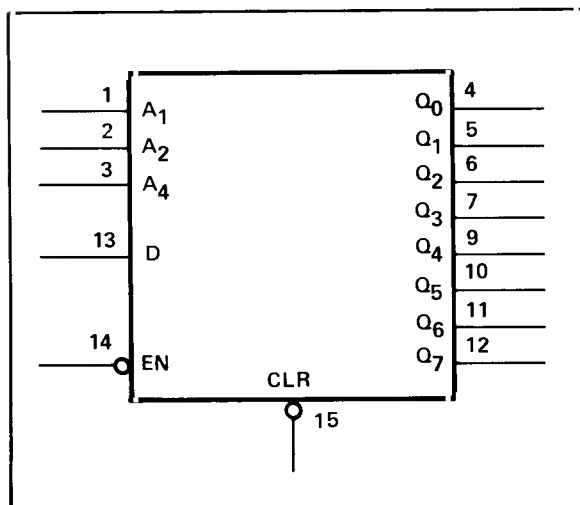 1 A₁ Q₀ 4
2 A₂ Q₁ 5
3 A₄ Q₂ 6
Q₃ 7
13 D Q₄ 9
Q₅ 10
Q₆ 11
14 EN Q₇ 12
CLR
15